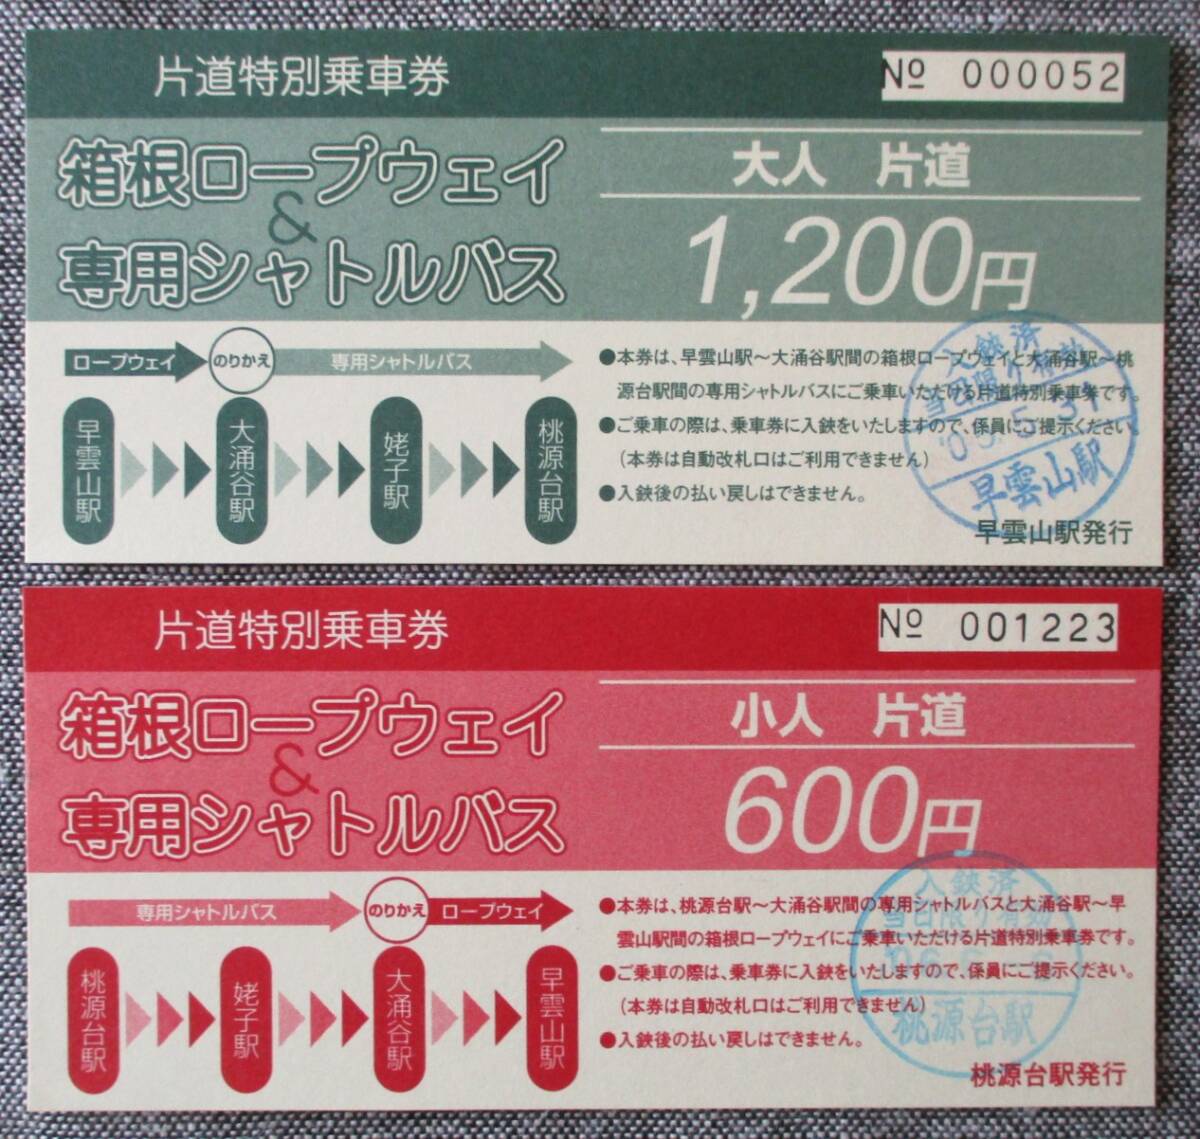 片道特別乗車券
№ 000052
箱根ロープウェイ
&
専用シャトルバス
大人 片道
1,200円
ロープウェイ のりかえ 専用シャトルバス
早雲山駅 大涌谷駅 姥子駅 桃源台駅
●本券は、早雲山駅～大涌谷駅間の箱根ロープウェイと大涌谷駅～桃
源台駅間の専用シャトルバスにご乗車いただける片道特別乗車券です。
●ご乗車の際は、乗車券に入鋏をいたしますので、係員にご提示ください。
(本券は自動改札口はご利用できません)
●入鋏後の払い戻しはできません。
入鋏済
当日限り有効
早雲山駅
早雲山駅発行
片道特別乗車券
№ 001223
箱根ロープウェイ
&
専用シャトルバス
小人 片道
600円
専用シャトルバス のりかえ ロープウェイ
桃源台駅 姥子駅 大涌谷駅 早雲山駅
●本券は、桃源台駅～大涌谷駅間の専用シャトルバスと大涌谷駅～早
雲山駅間の箱根ロープウェイにご乗車いただける片道特別乗車券です。
●ご乗車の際は、乗車券に入鋏をいたしますので、係員にご提示ください。
(本券は自動改札口はご利用できません)
●入鋏後の払い戻しはできません。
入鋏済
当日限り有効
桃源台駅
桃源台駅発行